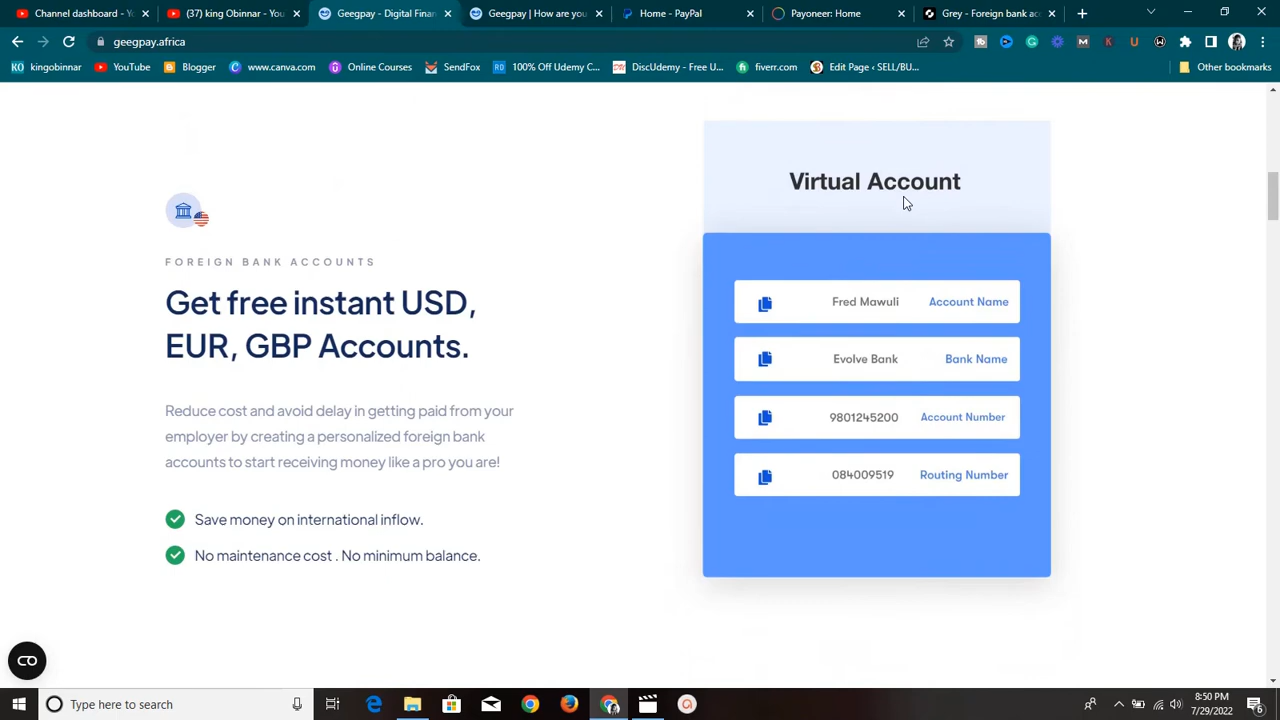 Channel dashboard - You
(37) king Obinnar - You
Geegpay - Digital Finan
Geegpay | How are you
Home - PayPal
Payoneer: Home
Grey - Foreign bank acc
geegpay.africa
kingobinnar
YouTube
Blogger
www.canva.com
Online Courses
SendFox
100% Off Udemy C...
DiscUdemy - Free U...
fiverr.com
Edit Page ‹ SELL/BU...
Other bookmarks
FOREIGN BANK ACCOUNTS
Get free instant USD,
EUR, GBP Accounts.
Reduce cost and avoid delay in getting paid from your
employer by creating a personalized foreign bank
accounts to start receiving money like a pro you are!
Save money on international inflow.
No maintenance cost . No minimum balance.
Virtual Account
Fred Mawuli Account Name
Evolve Bank Bank Name
9801245200 Account Number
084009519 Routing Number
Type here to search
8:50 PM
7/29/2022